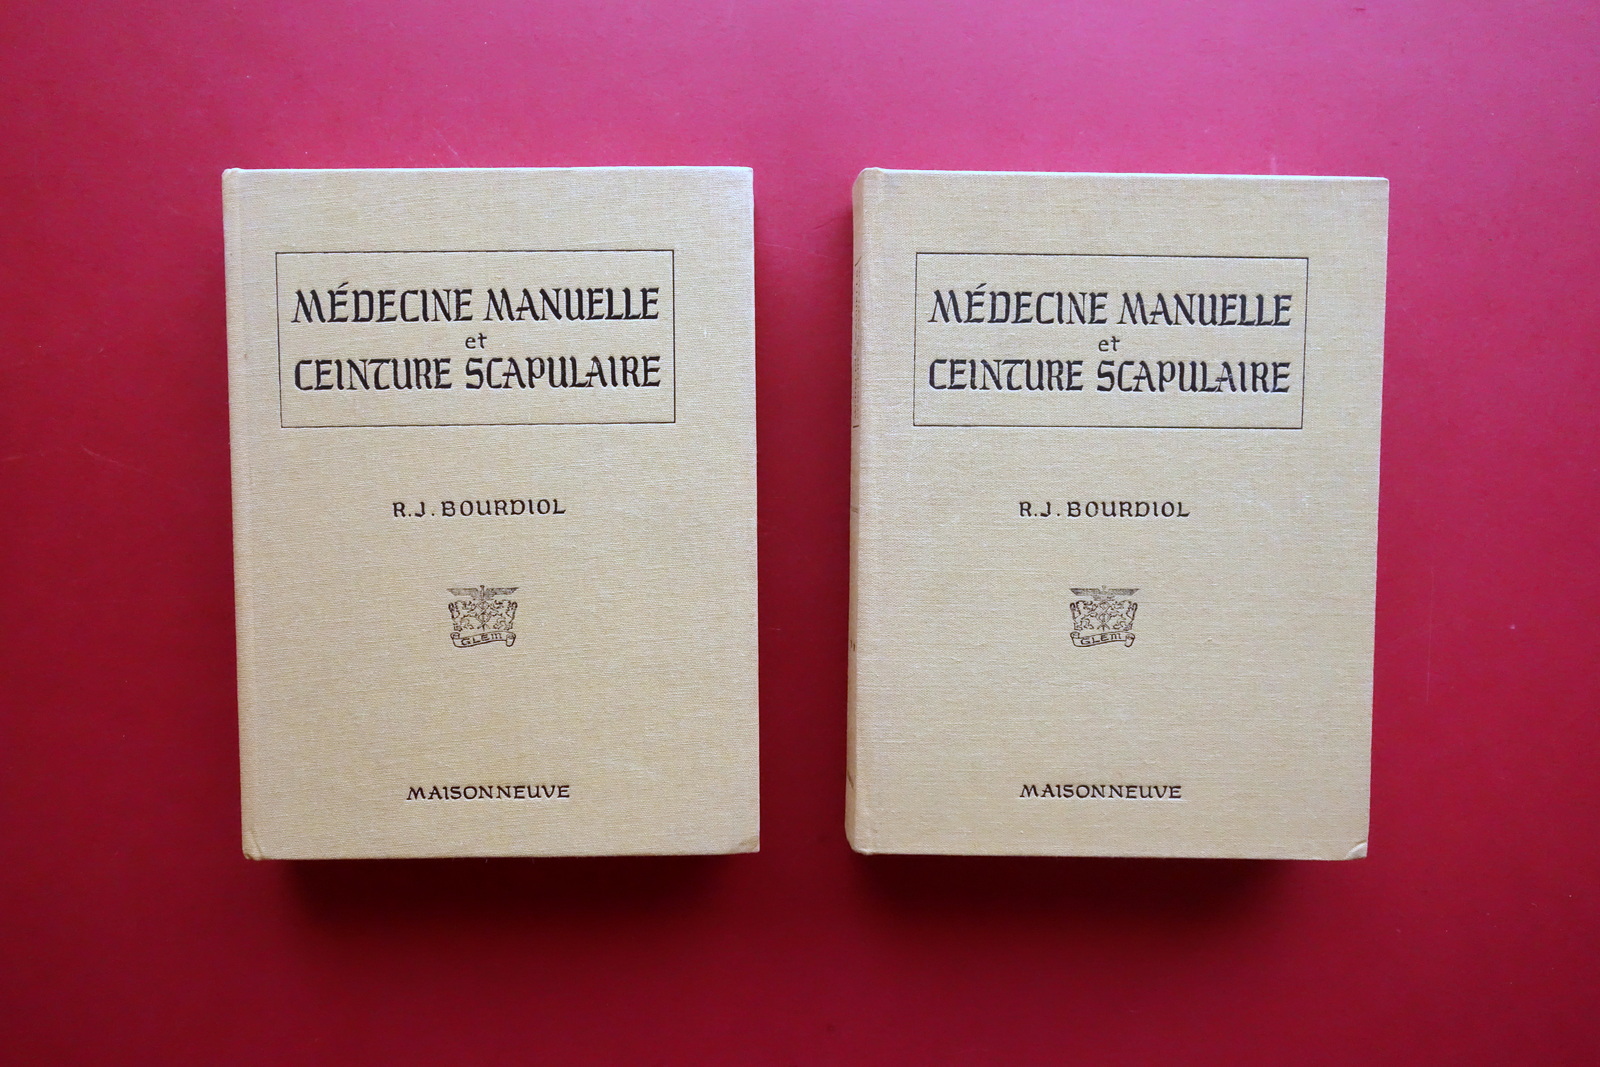 MÉDECINE MANUELLE
et
CEINTURE SCAPULAIRE
R.J. BOURDIOL
GLEM
MAISONNEUVE
MÉDECINE MANUELLE
et
CEINTURE SCAPULAIRE
R.J. BOURDIOL
GLEM
MAISONNEUVE